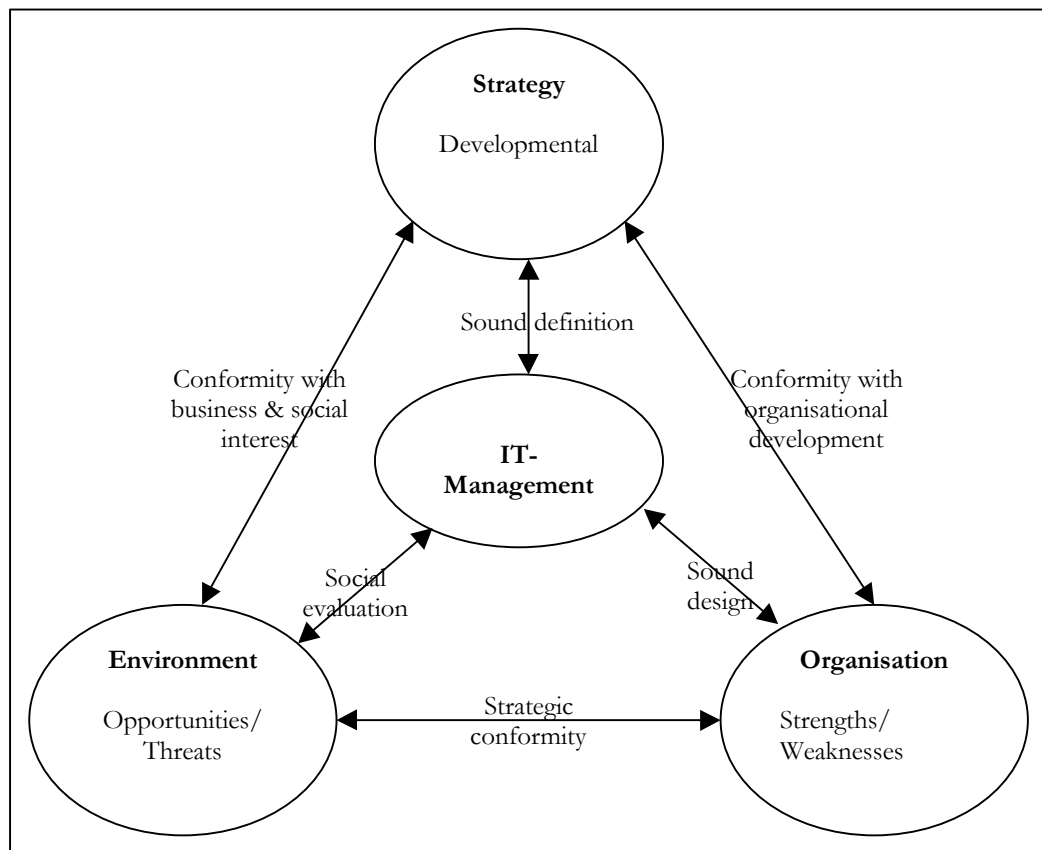 Strategy
Developmental
Sound definition
Conformity with
business & social
interest
Conformity with
organisational
development
IT-
Management
Social
evaluation
Sound
design
Environment
Opportunities/
Threats
Strategic
conformity
Organisation
Strengths/
Weaknesses